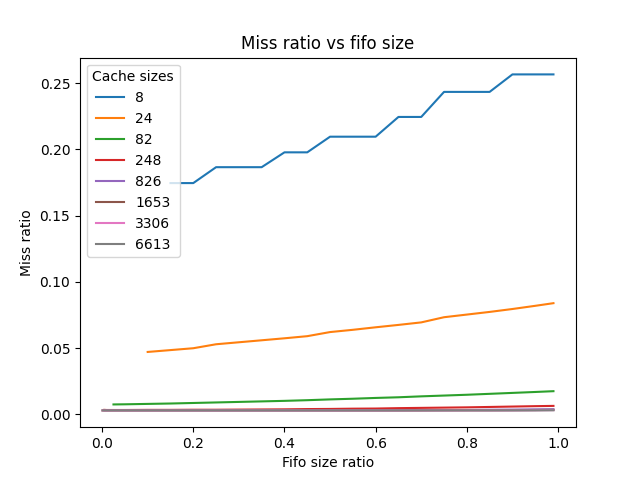 Miss ratio vs fifo size
Cache sizes
8
24
82
248
826
1653
3306
6613
0.25
0.20
0.15
0.10
0.05
0.00
Miss ratio
0.0 0.2 0.4 0.6 0.8 1.0
Fifo size ratio